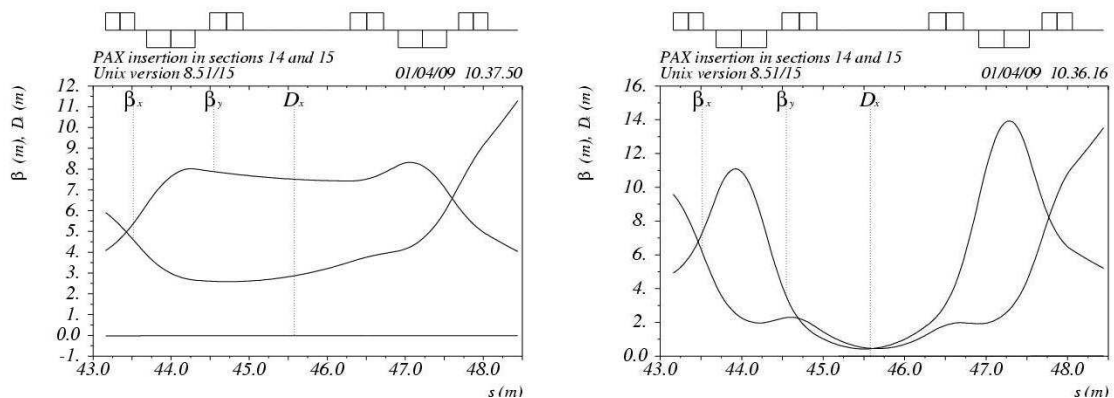 PAX insertion in sections 14 and 15
Unix version 8.51/15 01/04/09 10.37.50
β (m), D (m)
12.
11.
10.
9.
8.
7.
6.
5.
4.
3.
2.
1.
0.0
-1.
βx βy Dx
43.0 44.0 45.0 46.0 47.0 48.0
s (m)
PAX insertion in sections 14 and 15
Unix version 8.51/15 01/04/09 10.36.16
β (m), D (m)
16.
14.
12.
10.
8.
6.
4.
2.
0.0
βx βy Dx
43.0 44.0 45.0 46.0 47.0 48.0
s (m)